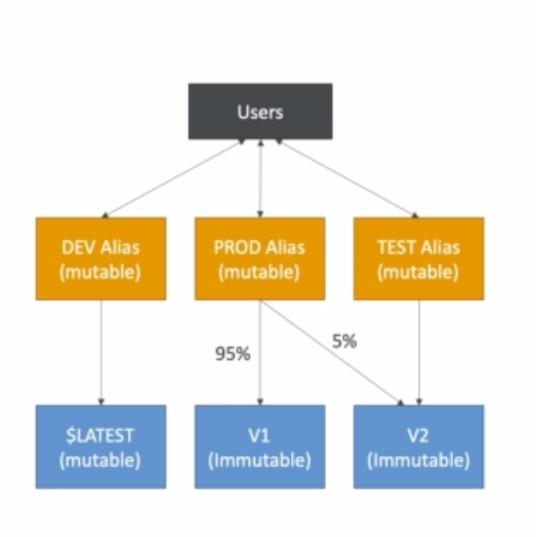 Users
DEV Alias
(mutable)
PROD Alias
(mutable)
TEST Alias
(mutable)
95%
5%
$LATEST
(mutable)
V1
(Immutable)
V2
(Immutable)